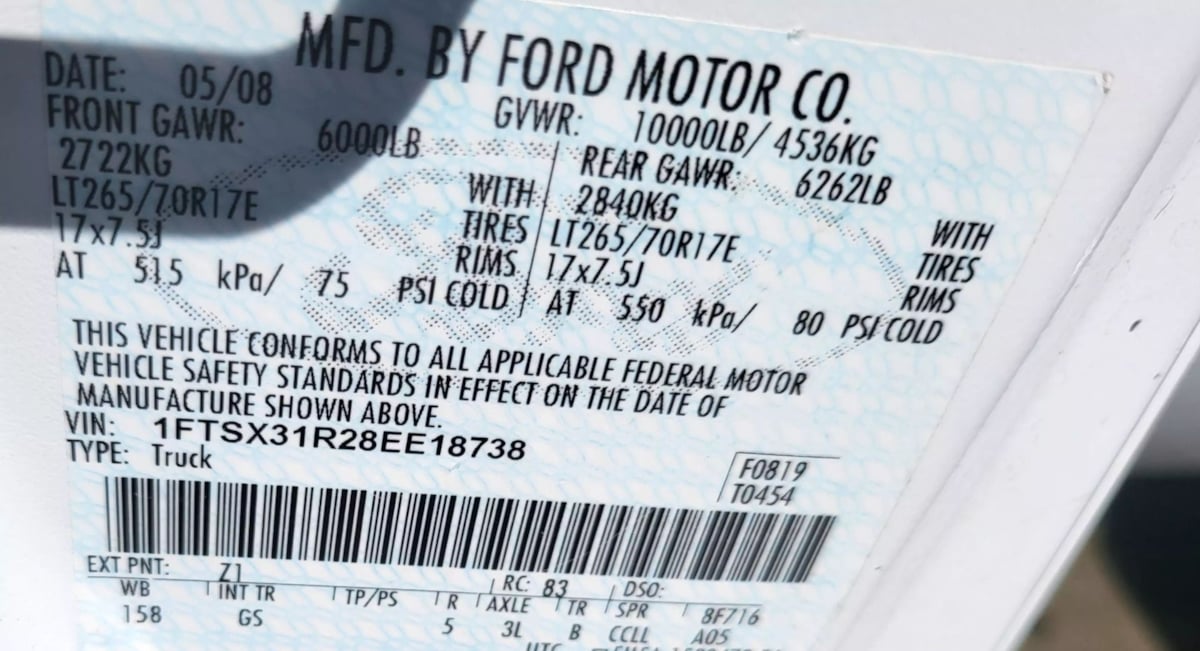 MFD. BY FORD MOTOR CO.
DATE: 05/08 GVWR: 10000LB/ 4536KG
FRONT GAWR: 6000LB REAR GAWR: 6262LB
2722KG WITH 2840KG WITH
LT265/70R17E TIRES LT265/70R17E TIRES
17x7.5J RIMS 17x7.5J RIMS
AT 515 kPa/ 75 PSI COLD AT 550 kPa/ 80 PSI COLD
THIS VEHICLE CONFORMS TO ALL APPLICABLE FEDERAL MOTOR
VEHICLE SAFETY STANDARDS IN EFFECT ON THE DATE OF
MANUFACTURE SHOWN ABOVE.
VIN: 1FTSX31R28EE18738
TYPE: Truck
F0819
T0454
EXT PNT: Z1 RC: 83 DSO:
WB INT TR TP/PS R AXLE TR SPR 8F716
158 GS 5 3L B CCLL A05
UTC